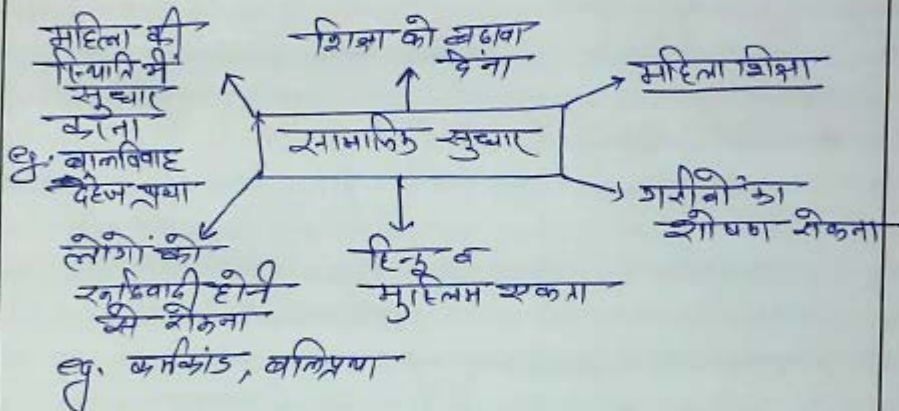 महिला की
स्थिति में
सुधार
करना
eg. बालविवाह
दहेज प्रथा
शिक्षा को बढावा
देना
महिला शिक्षा
सामाजिक सुधार
गरीबों का
शोषण रोकना
लोगों को
रूढ़िवादी होने
से रोकना
eg. कर्मकांड, बलिप्रथा
हिन्दू व
मुस्लिम एकता